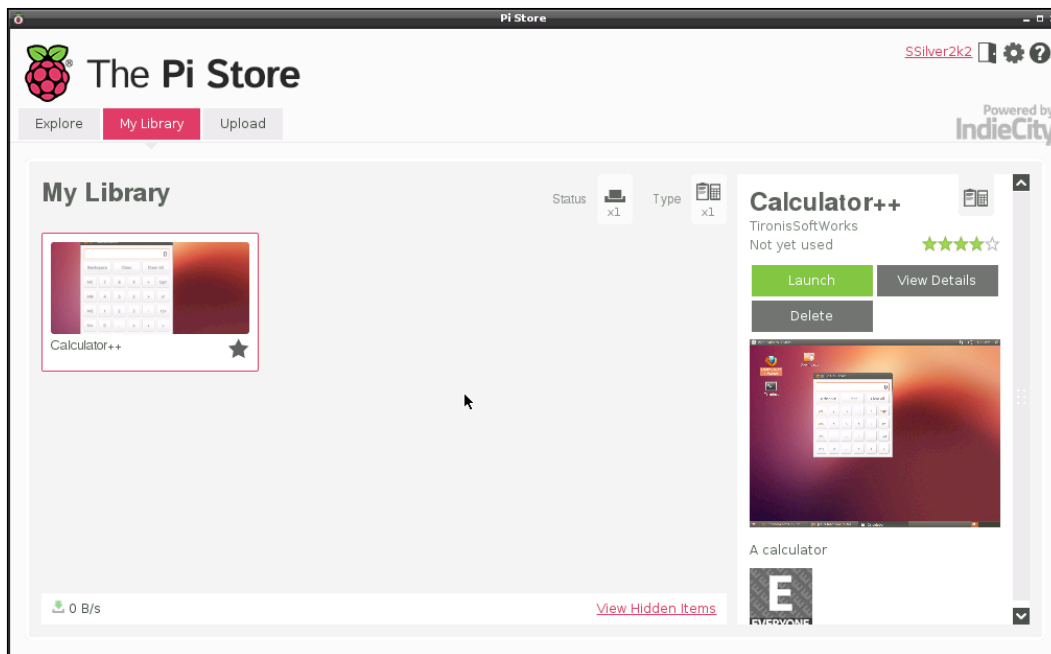 Pi Store
The Pi Store
SSilver2k2
Explore
My Library
Upload
Powered by
IndieCity
My Library
Status
x1
Type
x1
Calculator++
Calculator++
TironisSoftWorks
Not yet used
Launch
View Details
Delete
A calculator
E
EVERYONE
0 B/s
View Hidden Items